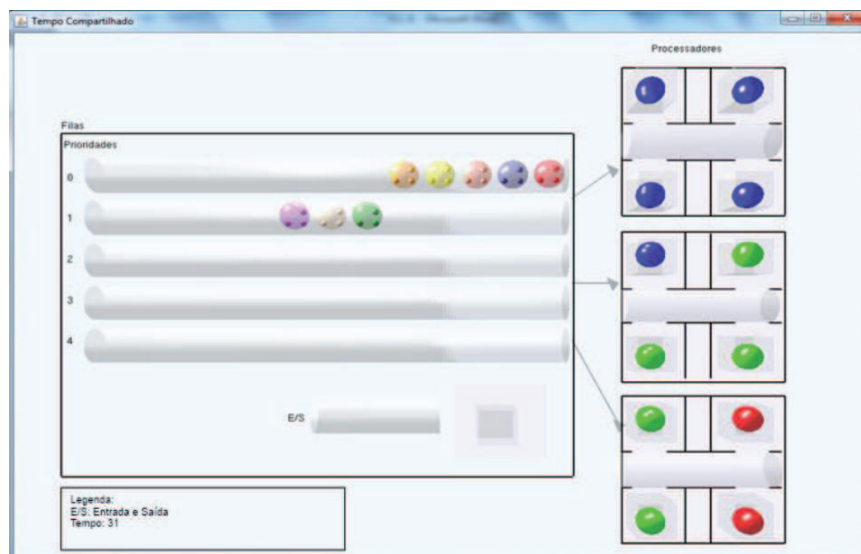 Tempo Compartilhado
Processadores
Filas
Prioridades
0
1
2
3
4
E/S
Legenda:
E/S: Entrada e Saída
Tempo: 31